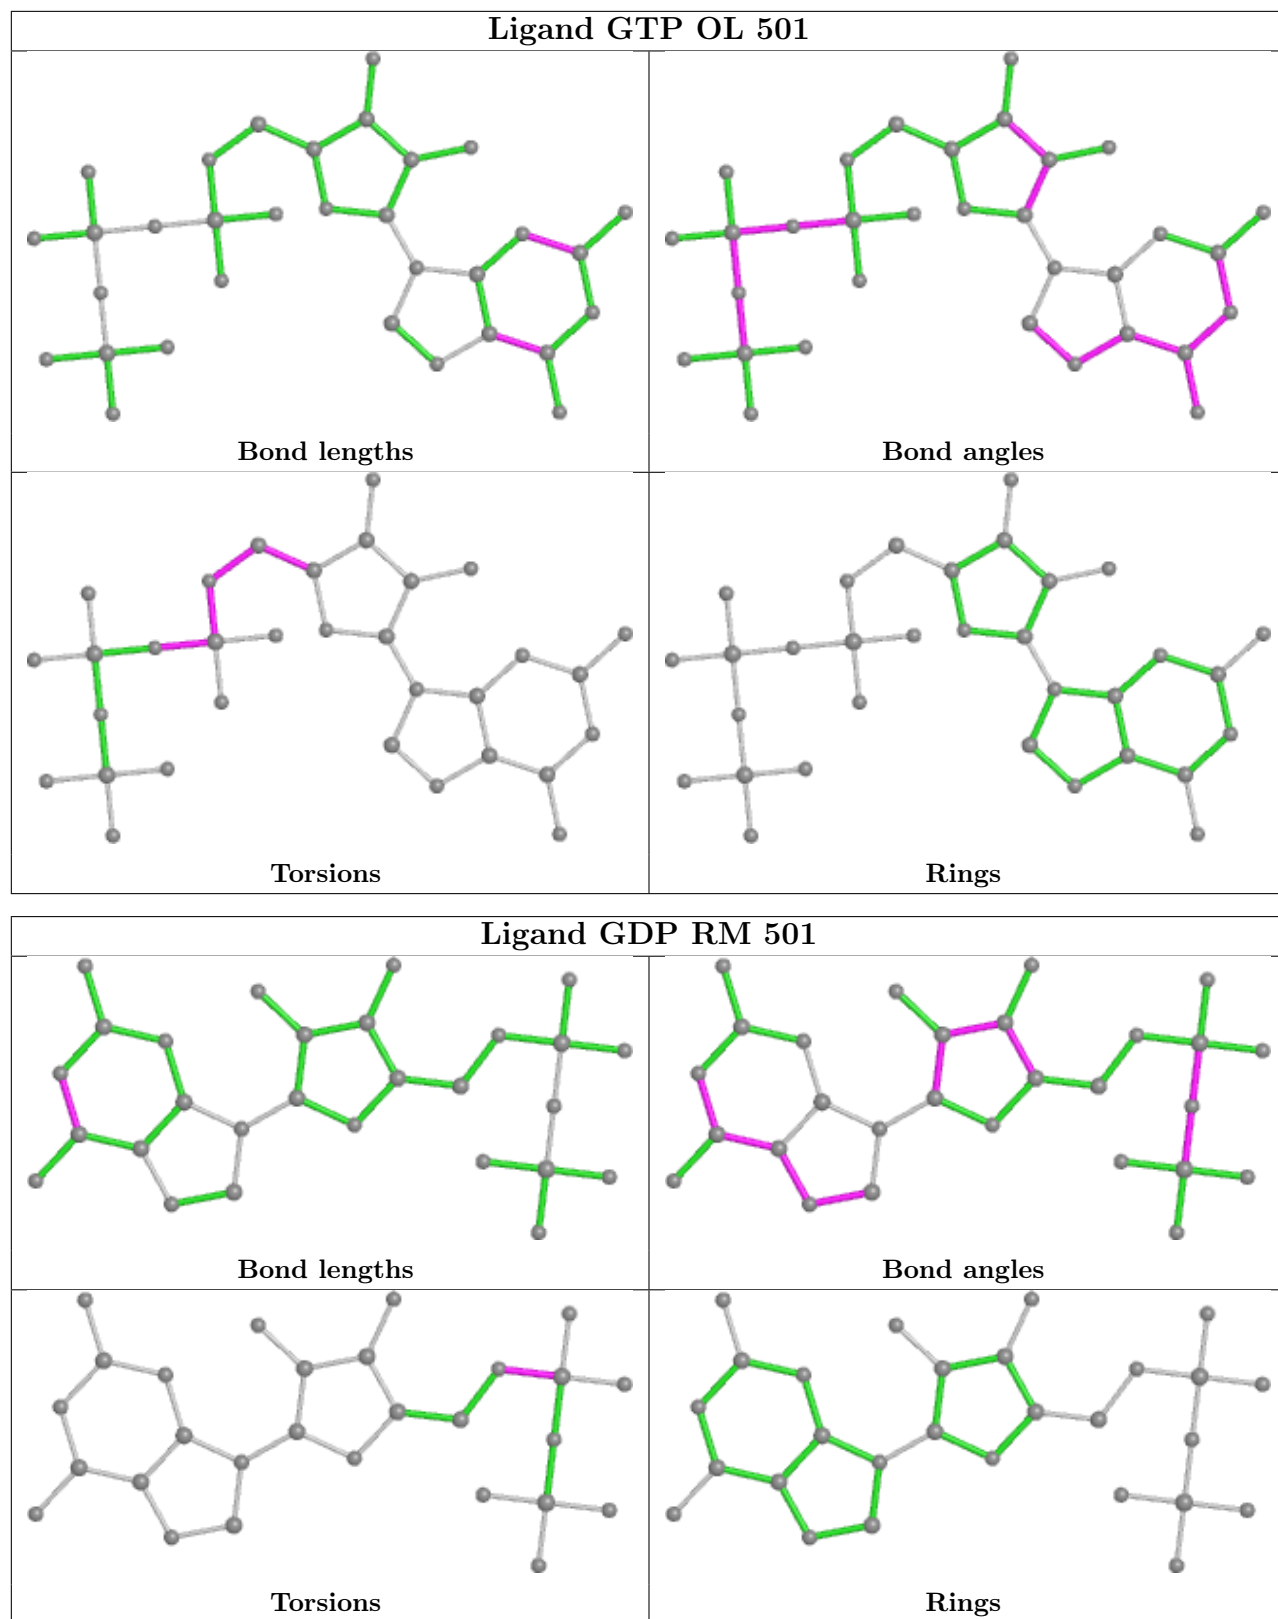 Ligand GTP OL 501
Bond lengths
Bond angles
Torsions
Rings
Ligand GDP RM 501
Bond lengths
Bond angles
Torsions
Rings